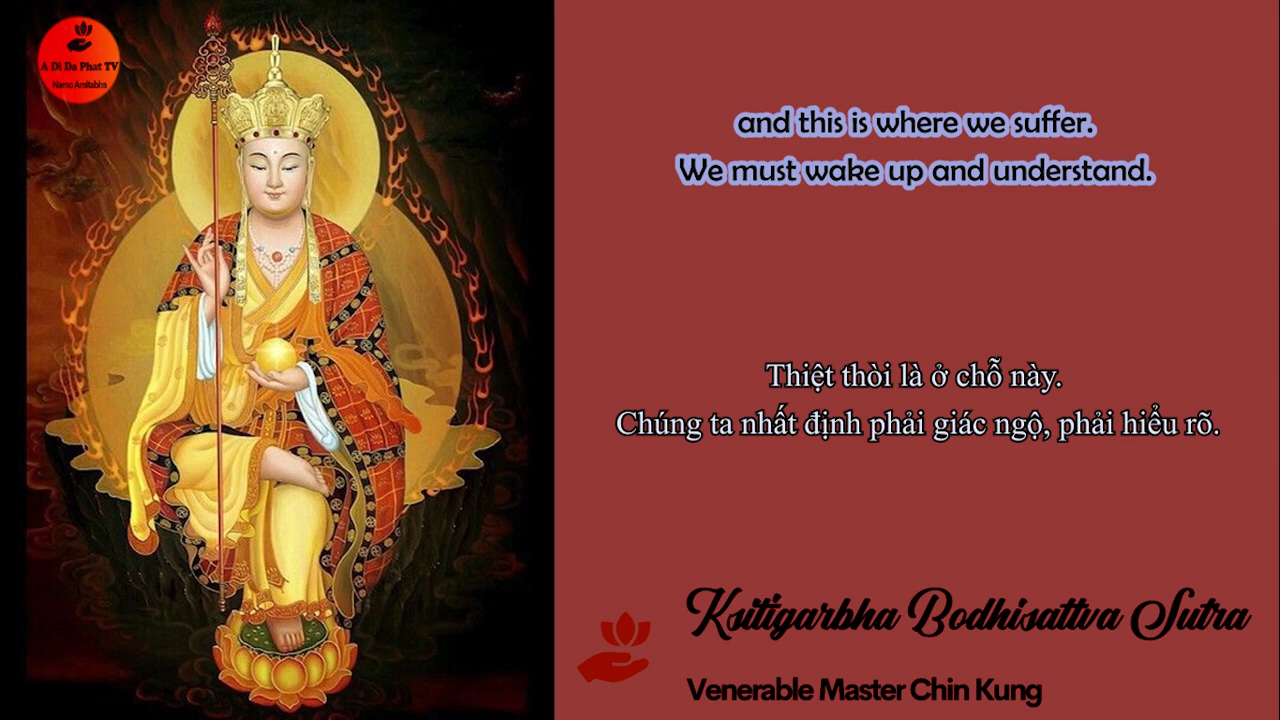 A Di Da Phat TV
Namo Amitabha
and this is where we suffer.
We must wake up and understand.
Thiệt thòi là ở chỗ này.
Chúng ta nhất định phải giác ngộ, phải hiểu rõ.
Ksitigarbha Bodhisattva Sutra
Venerable Master Chin Kung